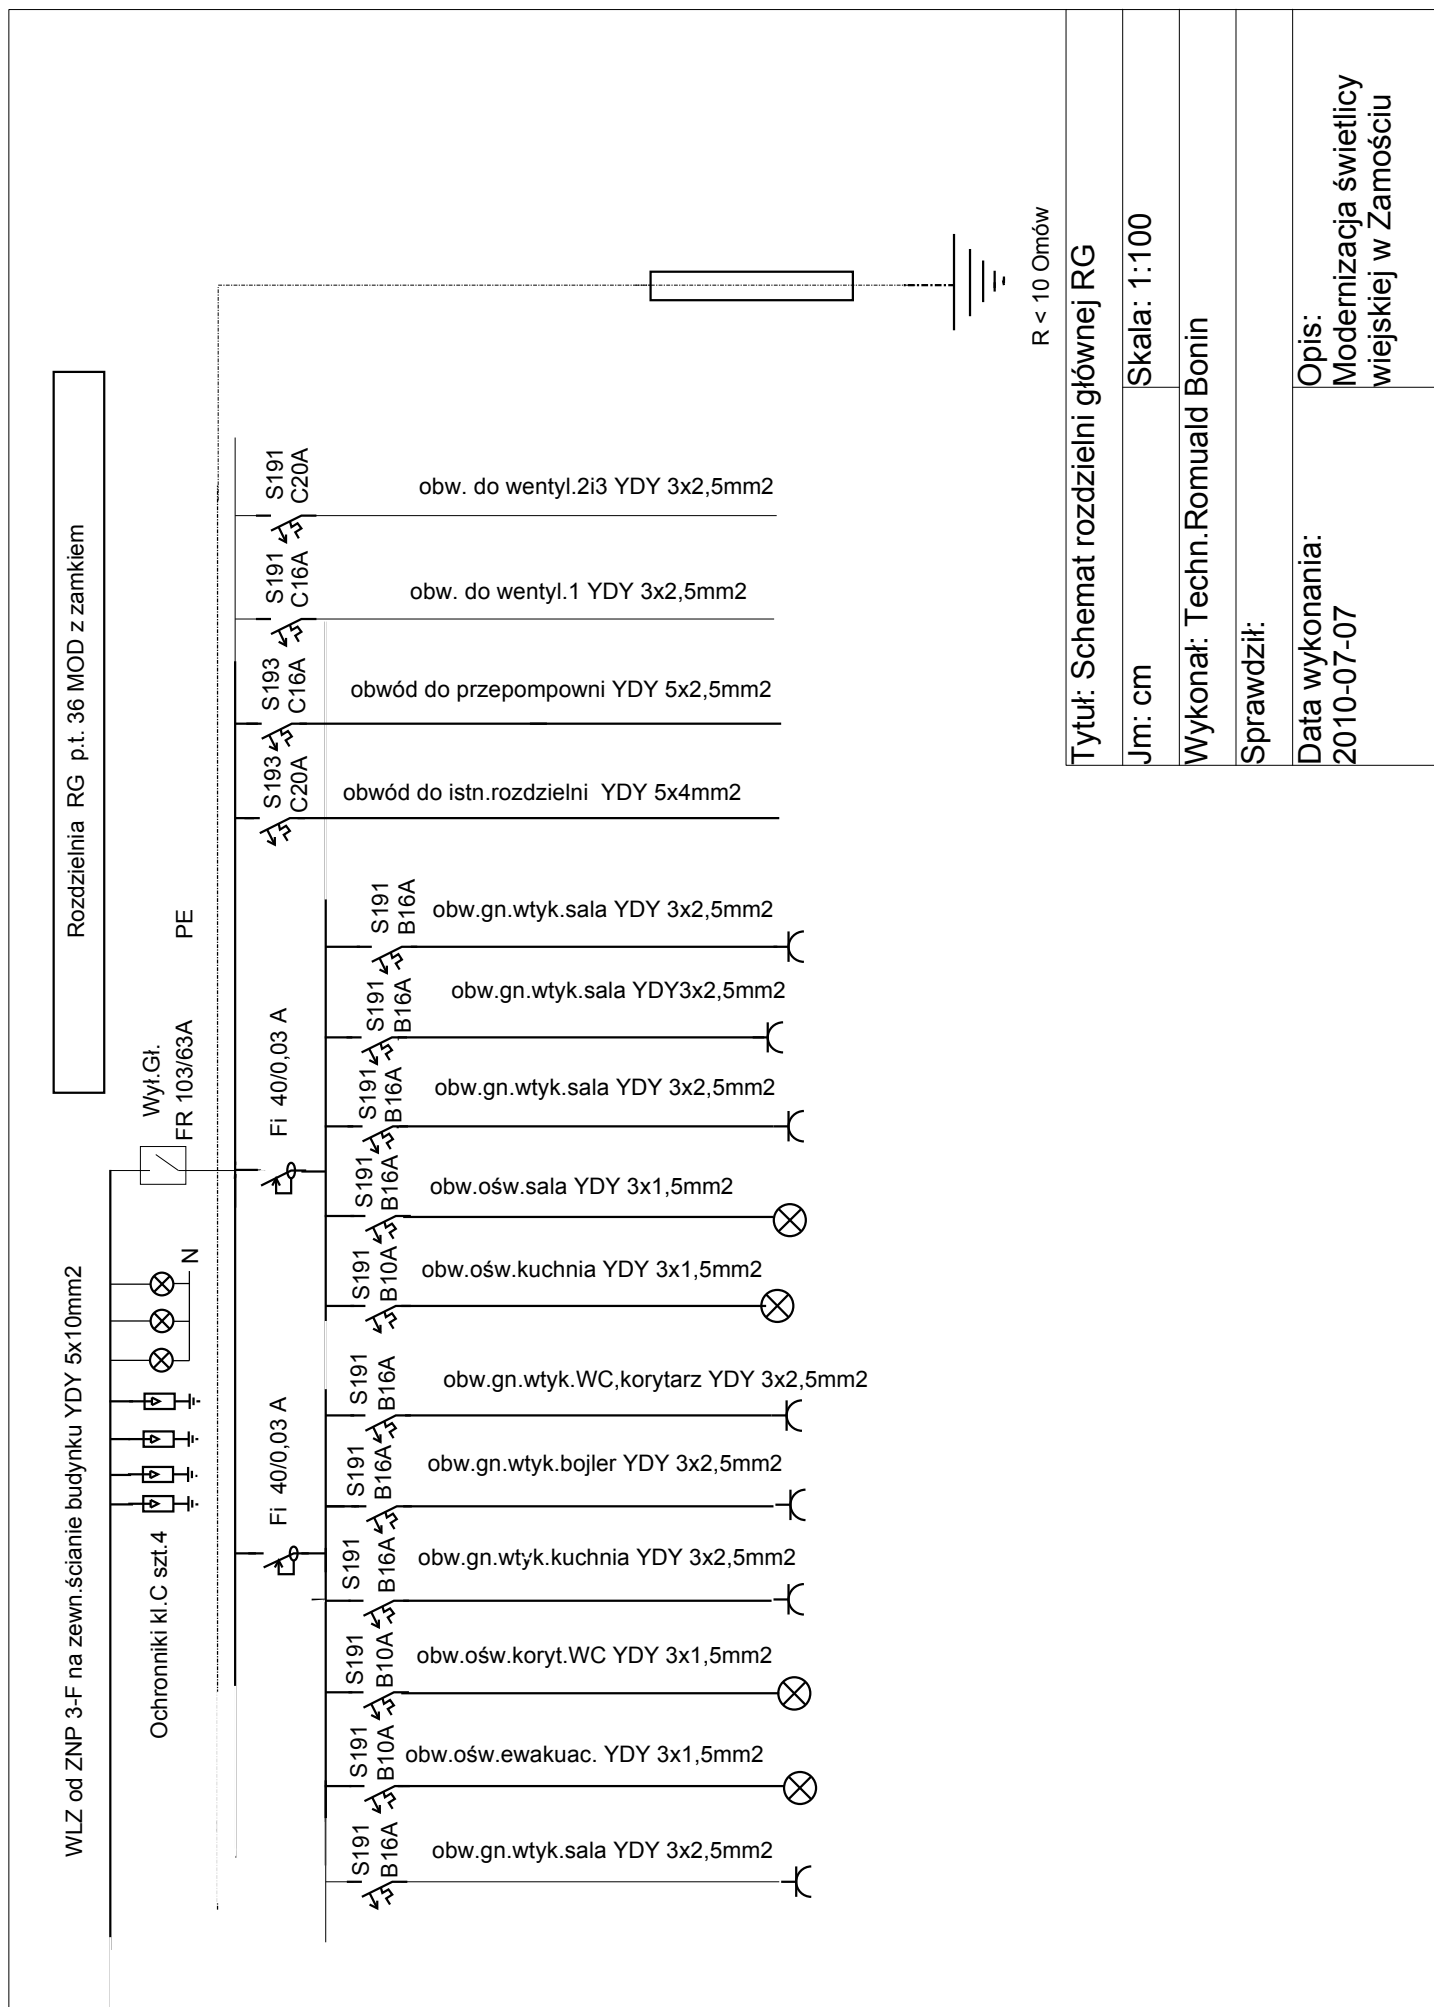 Rozdzielnia RG p.t. 36 MOD z zamkiem
WLZ od ZNP 3-F na zewn.ścianie budynku YDY 5x10mm2
Ochronniki kl.C szt.4
N
Wył.Gł.
FR 103/63A
PE
Fi 40/0,03 A
Fi 40/0,03 A
S191
B16A
obw.gn.wtyk.sala YDY 3x2,5mm2
S191
B10A
obw.ośw.ewakuac. YDY 3x1,5mm2
S191
B10A
obw.ośw.koryt.WC YDY 3x1,5mm2
S191
B16A
obw.gn.wtyk.kuchnia YDY 3x2,5mm2
S191
B16A
obw.gn.wtyk.bojler YDY 3x2,5mm2
S191
B16A
obw.gn.wtyk.WC,korytarz YDY 3x2,5mm2
S191
B10A
obw.ośw.kuchnia YDY 3x1,5mm2
S191
B16A
obw.ośw.sala YDY 3x1,5mm2
S191
B16A
obw.gn.wtyk.sala YDY 3x2,5mm2
S191
B16A
obw.gn.wtyk.sala YDY3x2,5mm2
S191
B16A
obw.gn.wtyk.sala YDY 3x2,5mm2
S193
C20A
obwód do istn.rozdzielni YDY 5x4mm2
S193
C16A
obwód do przepompowni YDY 5x2,5mm2
S191
C16A
obw. do wentyl.1 YDY 3x2,5mm2
S191
C20A
obw. do wentyl.2i3 YDY 3x2,5mm2
R < 10 Omów
Tytuł: Schemat rozdzielni głównej RG
Jm: cm
Skala: 1:100
Wykonał: Techn.Romuald Bonin
Sprawdził:
Data wykonania:
2010-07-07
Opis:
Modernizacja świetlicy
wiejskiej w Zamościu